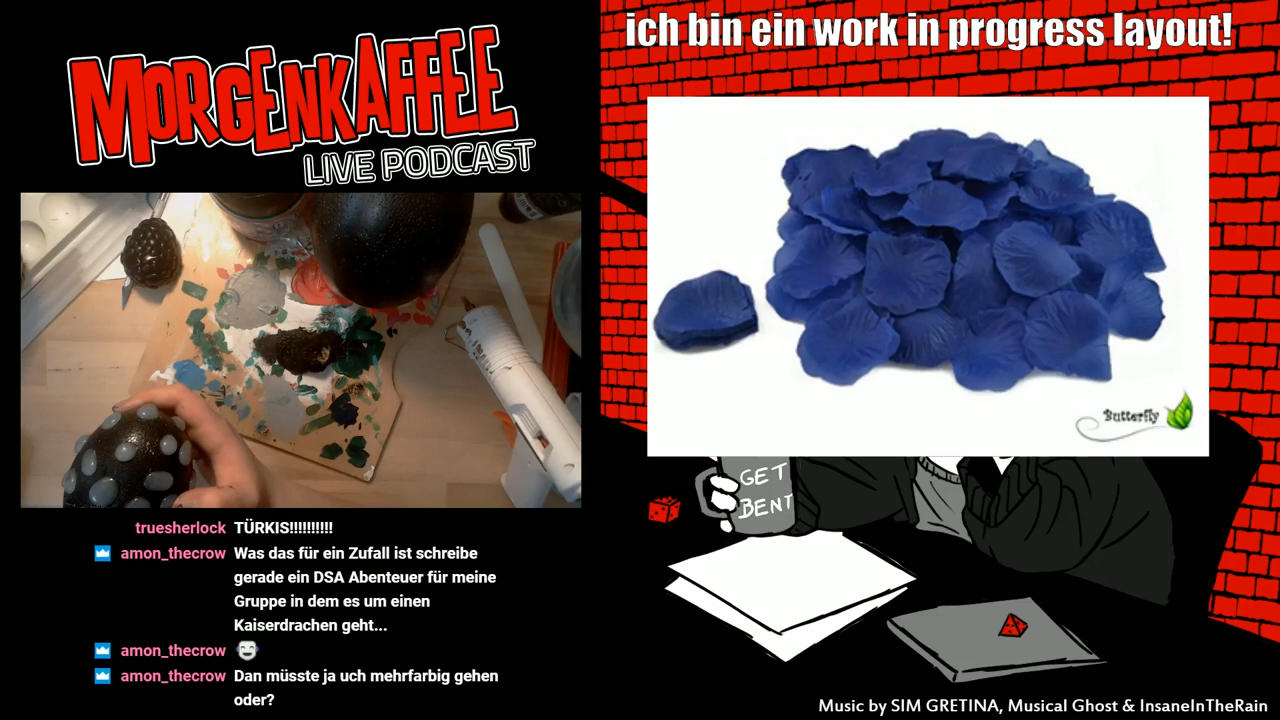 MORGENKAFFEE
LIVE PODCAST
ich bin ein work in progress layout!
Butterfly
GET
BENT
truesherlock TÜRKIS!!!!!!!!!!
amon_thecrow Was das für ein Zufall ist schreibe
gerade ein DSA Abenteuer für meine
Gruppe in dem es um einen
Kaiserdrachen geht...
amon_thecrow
amon_thecrow Dan müsste ja uch mehrfarbig gehen
oder?
Music by SIM GRETINA, Musical Ghost & InsaneInTheRain